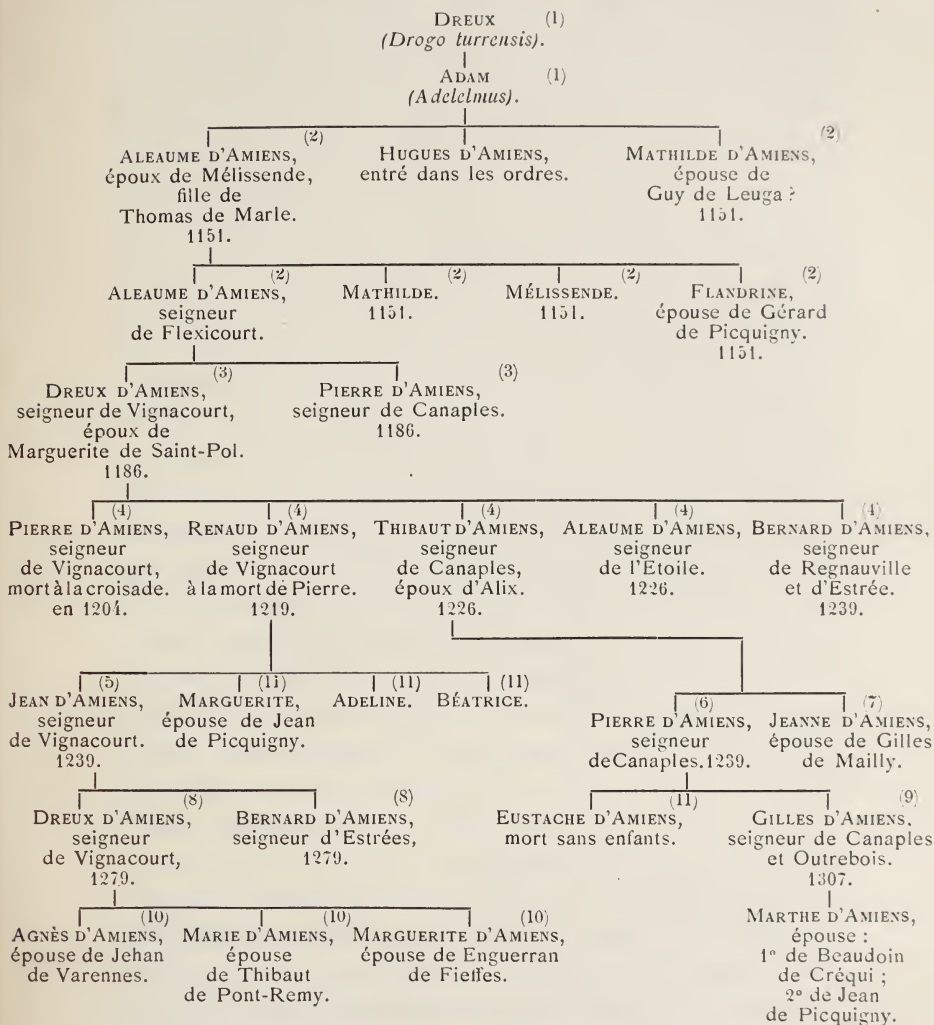 DREUX (1)
(Drogo turrensis).
ADAM (1)
(Adelelmus).
(2)
ALEAUME D'AMIENS,
époux de Mélissende,
fille de
Thomas de Marle.
1151.
HUGUES D'AMIENS,
entré dans les ordres.
(2)
MATHILDE D'AMIENS,
épouse de
Guy de Leuga ?
1151.
(2)
ALEAUME D'AMIENS,
seigneur
de Flexicourt.
(2)
MATHILDE.
1151.
(2)
MÉLISSENDE.
1151.
(2)
FLANDRINE,
épouse de Gérard
de Picquigny.
1151.
(3)
DREUX D'AMIENS,
seigneur de Vignacourt,
époux de
Marguerite de Saint-Pol.
1186.
(3)
PIERRE D'AMIENS,
seigneur de Canaples.
1186.
(4)
PIERRE D'AMIENS,
seigneur
de Vignacourt,
mort à la croisade.
en 1204.
(4)
RENAUD D'AMIENS,
seigneur
de Vignacourt
à la mort de Pierre.
1219.
(4)
THIBAUT D'AMIENS,
seigneur
de Canaples,
époux d'Alix.
1226.
(4)
ALEAUME D'AMIENS,
seigneur
de l'Etoile.
1226.
(4)
BERNARD D'AMIENS,
seigneur
de Regnauville
et d'Estrée.
1239.
(5)
JEAN D'AMIENS,
seigneur
de Vignacourt.
1239.
(11)
MARGUERITE,
épouse de Jean
de Picquigny.
(11)
ADELINE.
(11)
BÉATRICE.
(6)
PIERRE D'AMIENS,
seigneur
de Canaples. 1239.
(7)
JEANNE D'AMIENS,
épouse de Gilles
de Mailly.
(8)
DREUX D'AMIENS,
seigneur
de Vignacourt,
1279.
(8)
BERNARD D'AMIENS,
seigneur d'Estrées,
1279.
(11)
EUSTACHE D'AMIENS,
mort sans enfants.
(9)
GILLES D'AMIENS,
seigneur de Canaples
et Outrebois.
1307.
(10)
AGNÈS D'AMIENS,
épouse de Jehan
de Varennes.
(10)
MARIE D'AMIENS,
épouse
de Thibaut
de Pont-Remy.
(10)
MARGUERITE D'AMIENS,
épouse de Enguerran
de Fieffes.
MARTHE D'AMIENS,
épouse :
1° de Beaudoin
de Créqui ;
2° de Jean
de Picquigny.